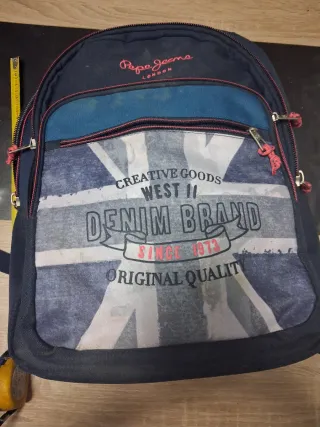 Pepe Jeans
LONDON
CREATIVE GOODS
WEST 11
DENIM BRAND
SINCE 1973
ORIGINAL QUALITY